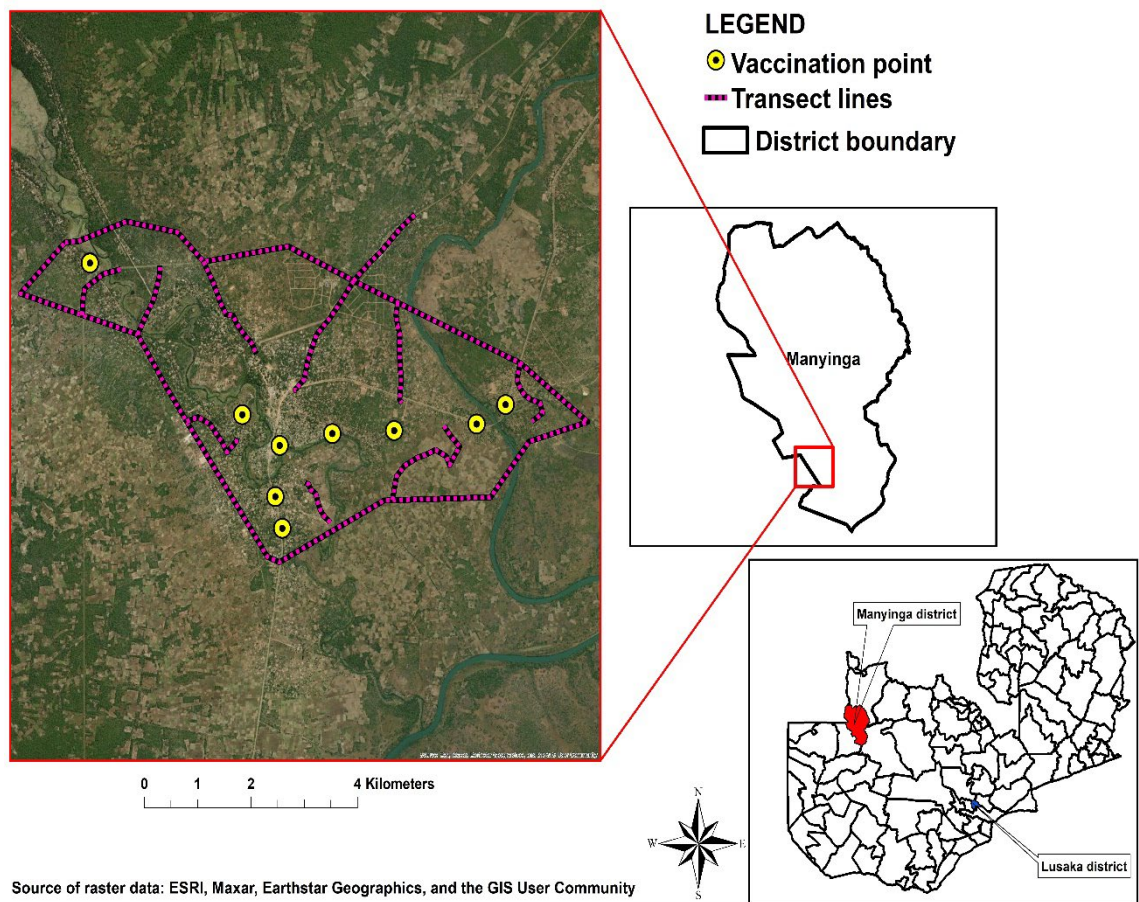 LEGEND
Vaccination point
Transect lines
District boundary
Manyinga
Manyinga district
Lusaka district
0 1 2 4 Kilometers
N
W E
S
Source of raster data: ESRI, Maxar, Earthstar Geographics, and the GIS User Community